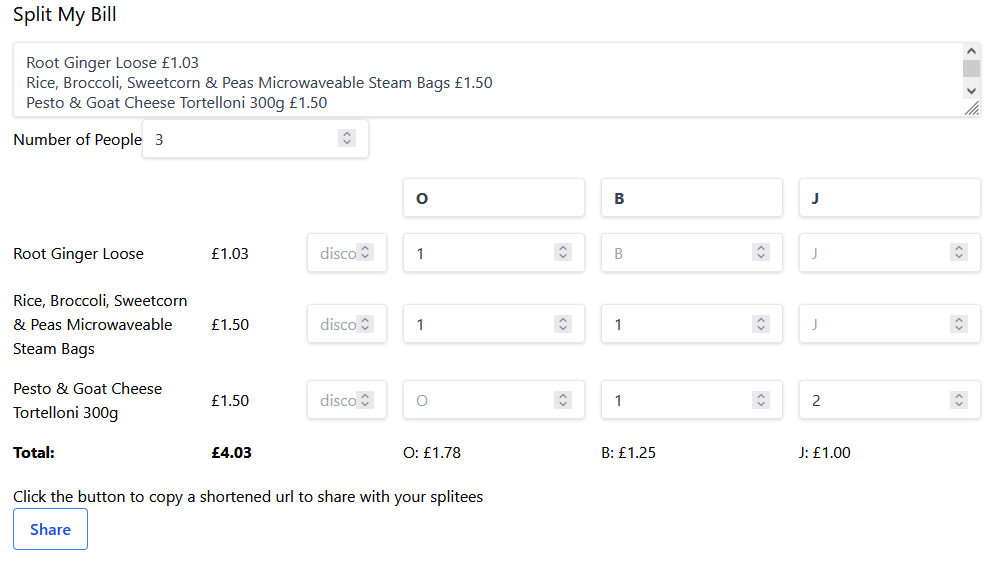 Split My Bill
Root Ginger Loose £1.03
Rice, Broccoli, Sweetcorn & Peas Microwaveable Steam Bags £1.50
Pesto & Goat Cheese Tortelloni 300g £1.50
Number of People 3
O B J
Root Ginger Loose £1.03 disco 1 B J
Rice, Broccoli, Sweetcorn
& Peas Microwaveable £1.50 disco 1 1 J
Steam Bags
Pesto & Goat Cheese
Tortelloni 300g £1.50 disco O 1 2
Total: £4.03 O: £1.78 B: £1.25 J: £1.00
Click the button to copy a shortened url to share with your splitees
Share